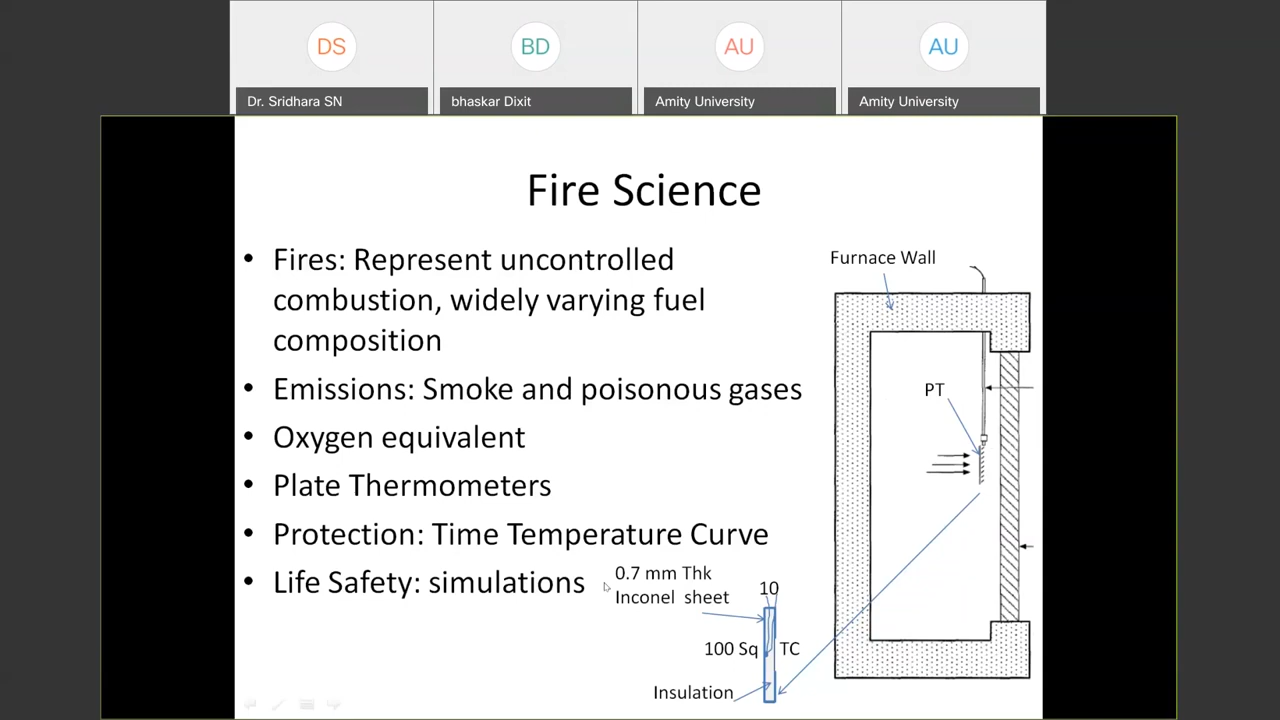 DS
BD
AU
AU
Dr. Sridhara SN
bhaskar Dixit
Amity University
Amity University
Fire Science
• Fires: Represent uncontrolled
combustion, widely varying fuel
composition
• Emissions: Smoke and poisonous gases
• Oxygen equivalent
• Plate Thermometers
• Protection: Time Temperature Curve
• Life Safety: simulations
Furnace Wall
PT
0.7 mm Thk
Inconel sheet
10
100 Sq
TC
Insulation